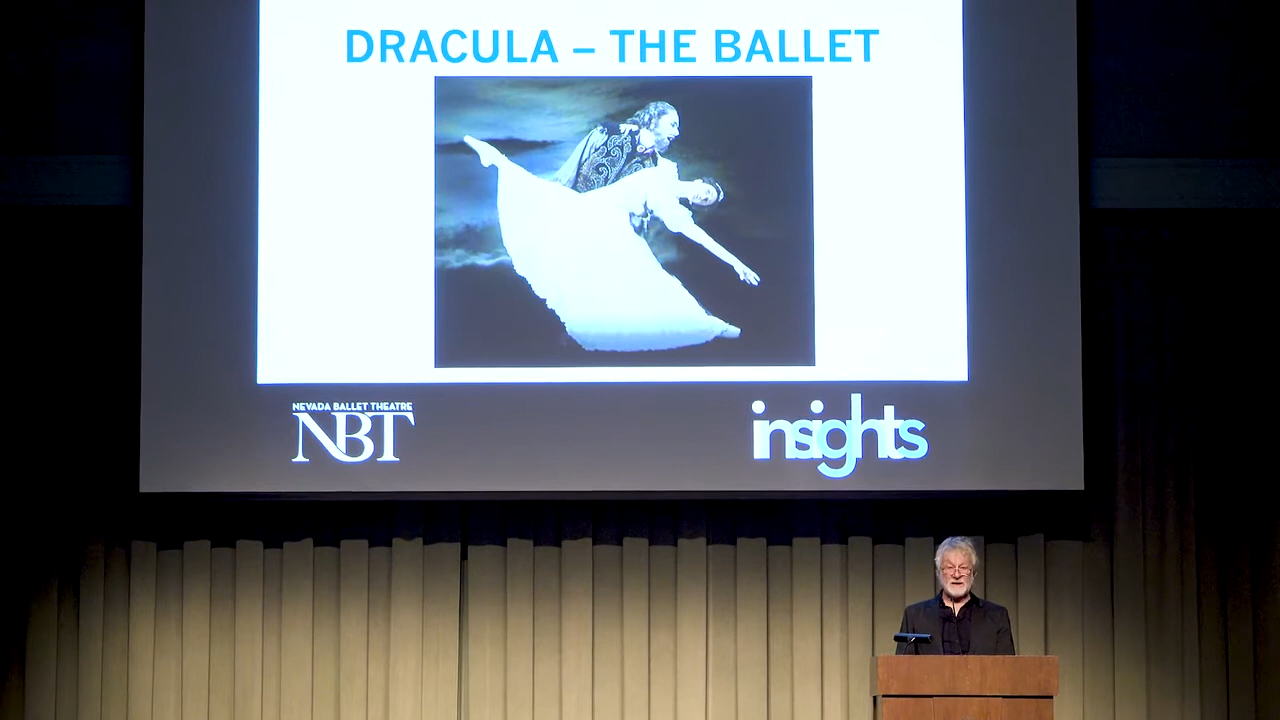 DRACULA – THE BALLET
NEVADA BALLET THEATRE
NBT
insights